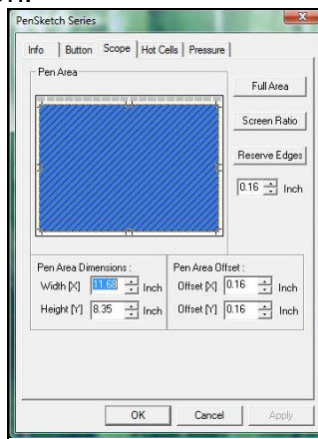 PenSketch Series
Info Button Scope Hot Cells Pressure
Pen Area
Full Area
Screen Ratio
Reserve Edges
0.16 Inch
Pen Area Dimensions :
Width [X] 11.68 Inch
Height [Y] 8.35 Inch
Pen Area Offset :
Offset [X] 0.16 Inch
Offset [Y] 0.16 Inch
OK Cancel Apply